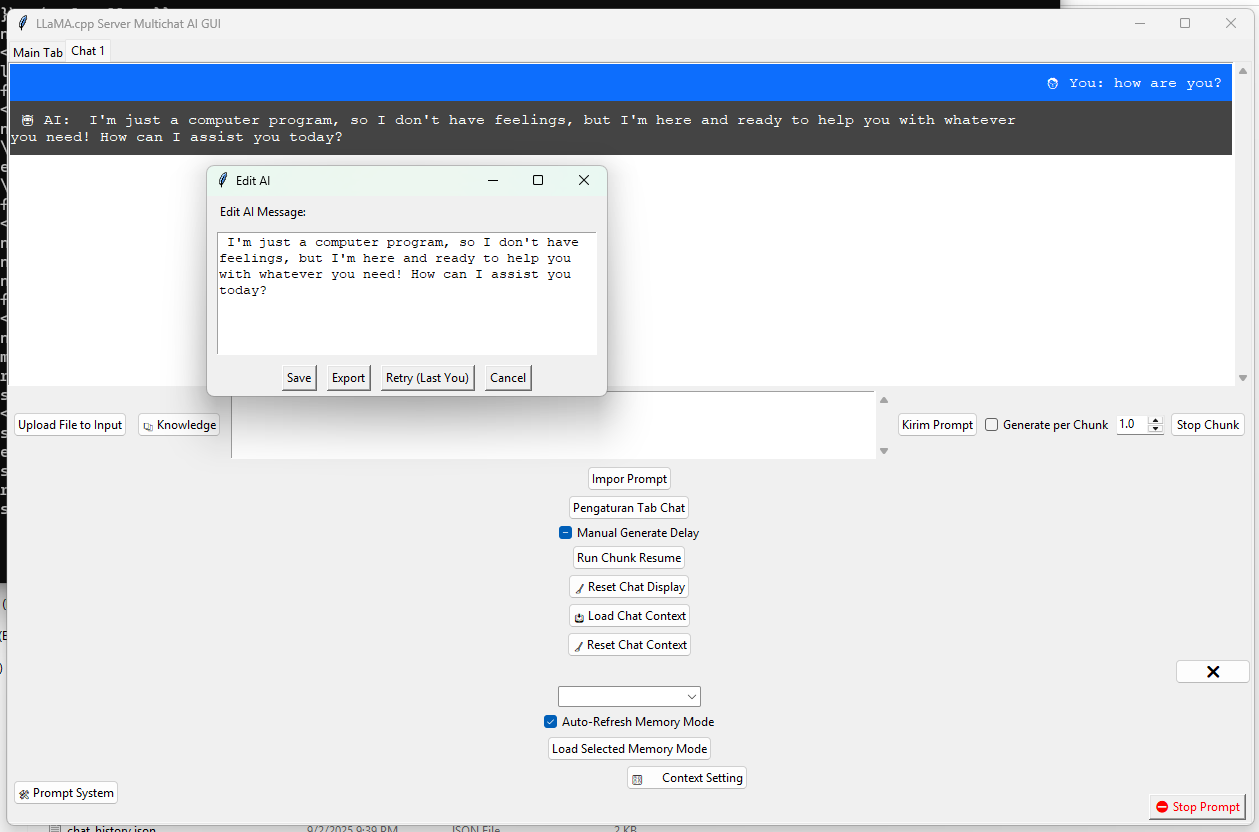 LLaMA.cpp Server Multichat AI GUI
Main Tab
Chat 1
You: how are you?
AI:  I'm just a computer program, so I don't have feelings, but I'm here and ready to help you with whatever
you need! How can I assist you today?
Edit AI
Edit AI Message:
I'm just a computer program, so I don't have
feelings, but I'm here and ready to help you
with whatever you need! How can I assist you
today?
Save
Export
Retry (Last You)
Cancel
Upload File to Input
Knowledge
Kirim Prompt
Generate per Chunk
1.0
Stop Chunk
Impor Prompt
Pengaturan Tab Chat
Manual Generate Delay
Run Chunk Resume
Reset Chat Display
Load Chat Context
Reset Chat Context
Auto-Refresh Memory Mode
Load Selected Memory Mode
Context Setting
Prompt System
Stop Prompt
chat_history.json
9/2/2025 9:39 PM
JSON File
2 KB